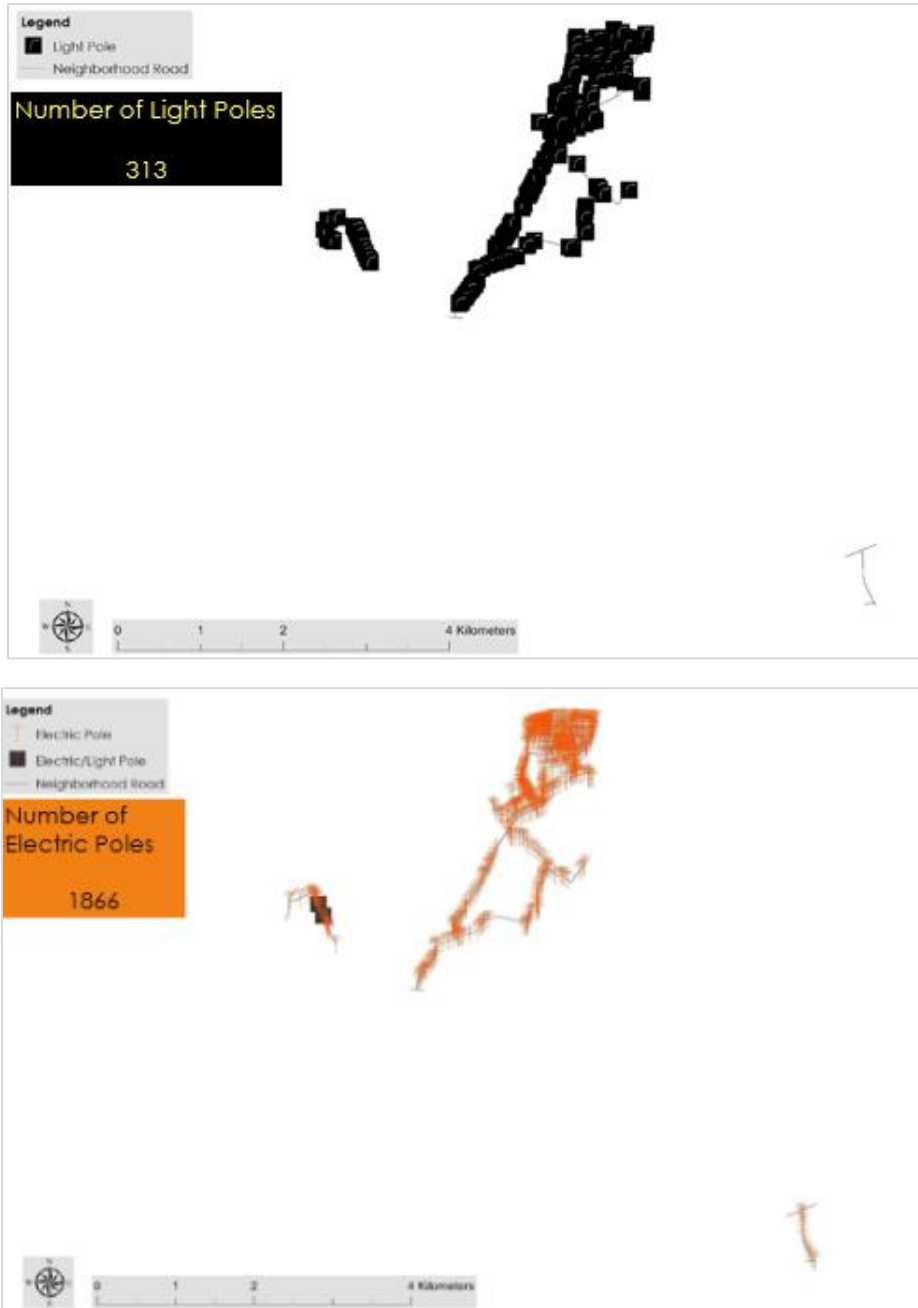 Legend
Light Pole
Neighborhood Road
Number of Light Poles
313
N
W
S
0 1 2 4 Kilometers
Legend
Electric Pole
Electric/Light Pole
Neighborhood Road
Number of
Electric Poles
1866
N
S
0 1 2 4 Kilometers